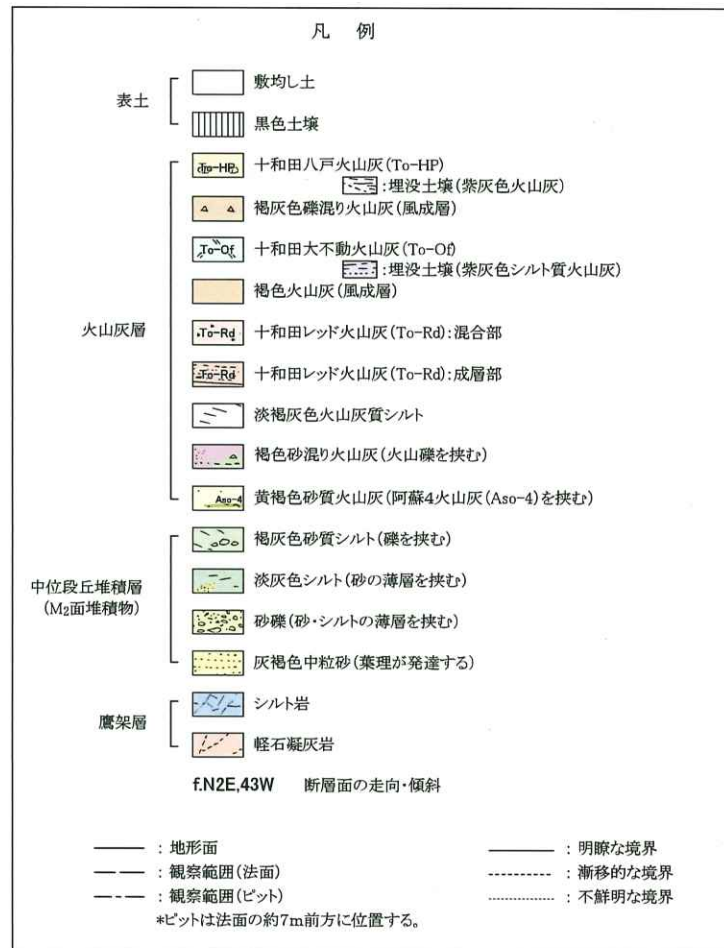 凡 例
表土
敷均し土
黒色土壌
火山灰層
To-HP
十和田八戸火山灰(To-HP)
:埋没土壌(紫灰色火山灰)
褐灰色礫混り火山灰(風成層)
To-Of
十和田大不動火山灰(To-Of)
:埋没土壌(紫灰色シルト質火山灰)
褐色火山灰(風成層)
To-Rd
十和田レッド火山灰(To-Rd):混合部
To-Rd
十和田レッド火山灰(To-Rd):成層部
淡褐灰色火山灰質シルト
褐色砂混り火山灰(火山礫を挟む)
Aso-4
黄褐色砂質火山灰(阿蘇4火山灰(Aso-4)を挟む)
中位段丘堆積層
(M₂面堆積物)
褐灰色砂質シルト(礫を挟む)
淡灰色シルト(砂の薄層を挟む)
砂礫(砂・シルトの薄層を挟む)
灰褐色中粒砂(葉理が発達する)
鷹架層
シルト岩
軽石凝灰岩
f.N2E,43W 断層面の走向・傾斜
: 地形面
: 観察範囲(法面)
: 観察範囲(ピット)
*ピットは法面の約7m前方に位置する。
: 明瞭な境界
: 漸移的な境界
: 不鮮明な境界